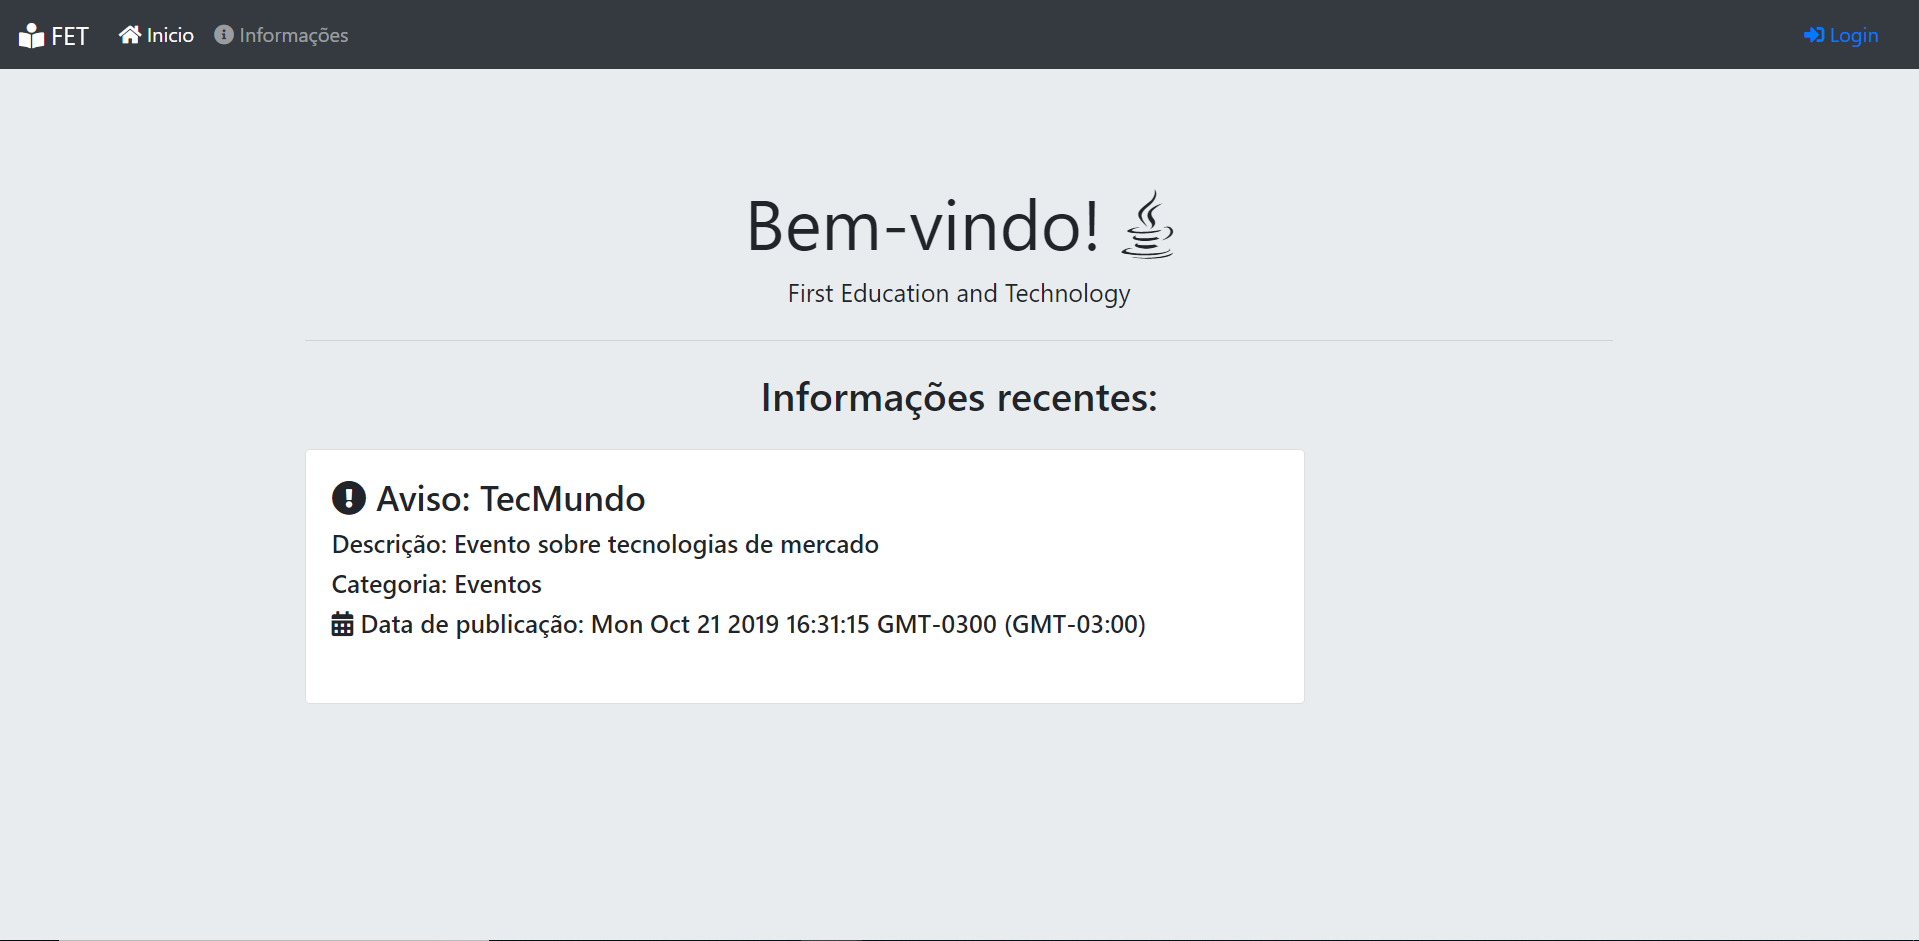 FET Inicio Informações Login
Bem-vindo!
First Education and Technology
Informações recentes:
Aviso: TecMundo
Descrição: Evento sobre tecnologias de mercado
Categoria: Eventos
Data de publicação: Mon Oct 21 2019 16:31:15 GMT-0300 (GMT-03:00)